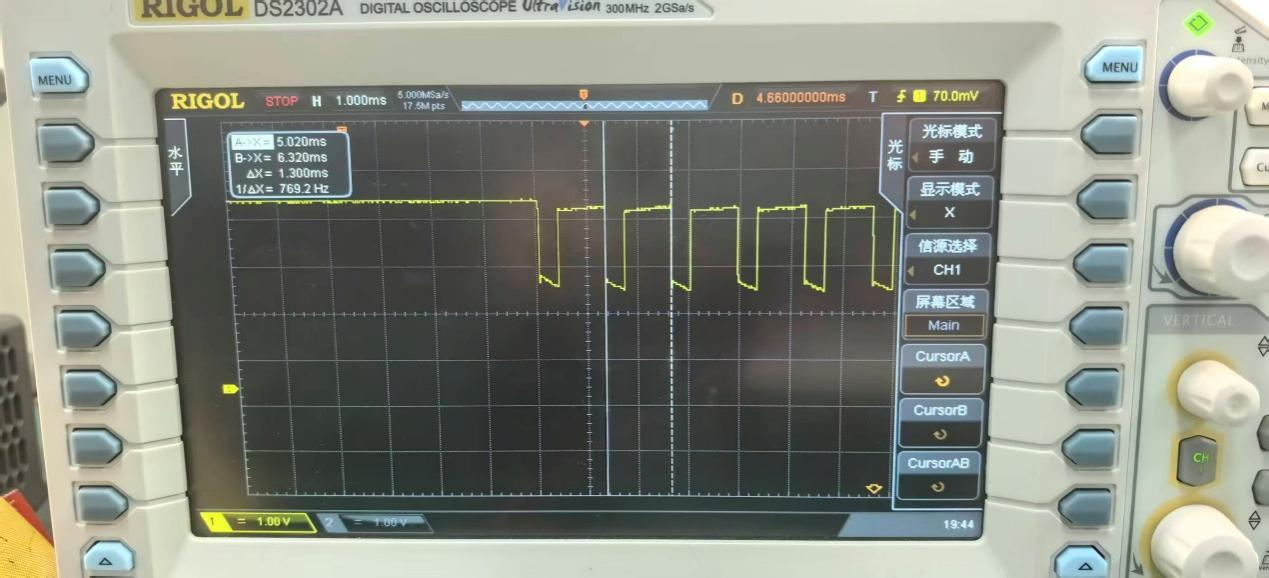 RIGOL DS2302A DIGITAL OSCILLOSCOPE UltraVision 300MHz 2GSa/s
MENU
MENU
RIGOL STOP H 1.000ms 5.000MSa/s 17.5M pts D 4.66000000ms T 1 70.0mV
水平
A->X= 5.020ms
B->X= 6.320ms
ΔX= 1.300ms
1/ΔX= 769.2 Hz
光标
光标模式
手 动
显示模式
X
信源选择
CH1
屏幕区域
Main
CursorA
CursorB
CursorAB
1 = 1.00 V 2 = 1.00 V
19:44
VERTICAL
CH